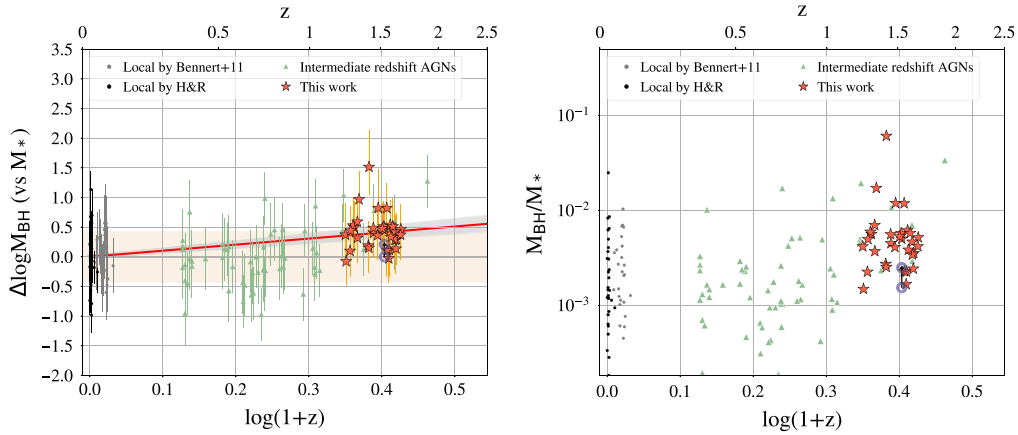 z
0 0.5 1 1.5 2 2.5
3.5
3.0
2.5
2.0
1.5
1.0
0.5
0.0
−0.5
−1.0
−1.5
−2.0
ΔlogM_BH (vs M_*)
Local by Bennert+11
Local by H&R
Intermediate redshift AGNs
This work
0.0 0.1 0.2 0.3 0.4 0.5
log(1+z)
z
0 0.5 1 1.5 2 2.5
10⁻¹
10⁻²
10⁻³
M_BH/M_*
Local by Bennert+11
Local by H&R
Intermediate redshift AGNs
This work
0.0 0.1 0.2 0.3 0.4 0.5
log(1+z)